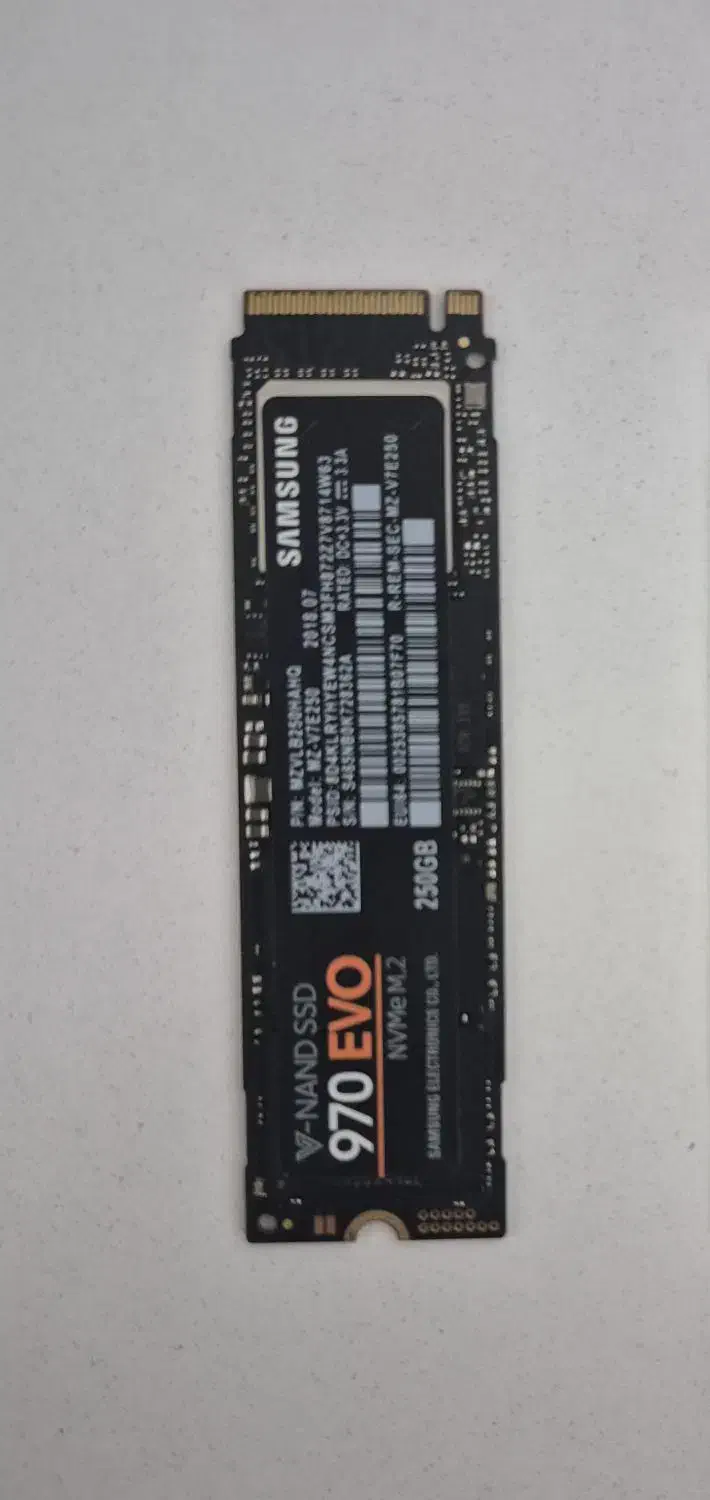 SAMSUNG
P/N: MZVLB250HAHQ 2018.07
Model: MZ-V7E250
RATED: DC+3.3V ⎓ 3.3A
R-REM-SEC-MZ-V7E250
250GB
V-NAND SSD
970 EVO
NVMe M.2
SAMSUNG ELECTRONICS CO., LTD.